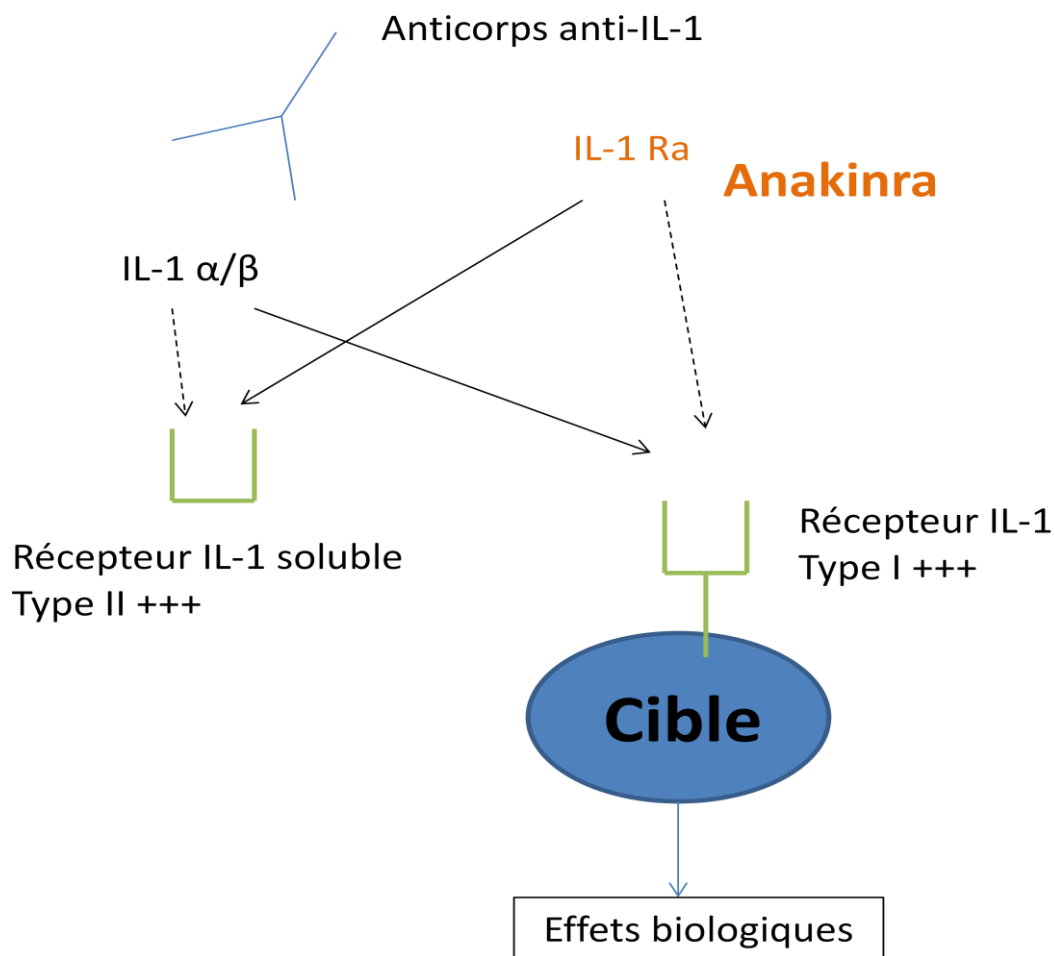 Anticorps anti-IL-1
IL-1 Ra
Anakinra
IL-1 α/β
Récepteur IL-1 soluble
Type II +++
Récepteur IL-1
Type I +++
Cible
Effets biologiques